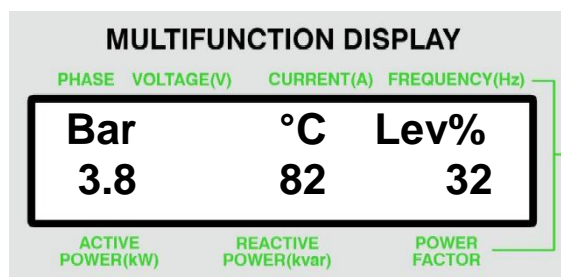 MULTIFUNCTION DISPLAY
PHASE VOLTAGE(V) CURRENT(A) FREQUENCY(Hz)
Bar °C Lev%
3.8 82 32
ACTIVE POWER(kW)
REACTIVE POWER(kvar)
POWER FACTOR